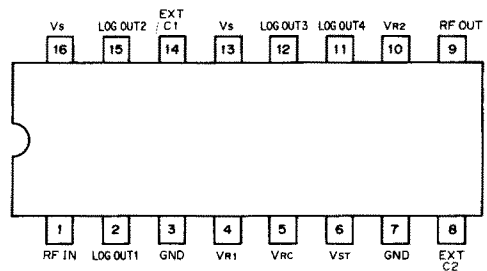 EXT
Vs LOG OUT2 C1 Vs LOG OUT3 LOG OUT4 VR2 RF OUT
16 15 14 13 12 11 10 9
1 2 3 4 5 6 7 8
RF IN LOG OUT1 GND VR1 VRC VST GND EXT
C2